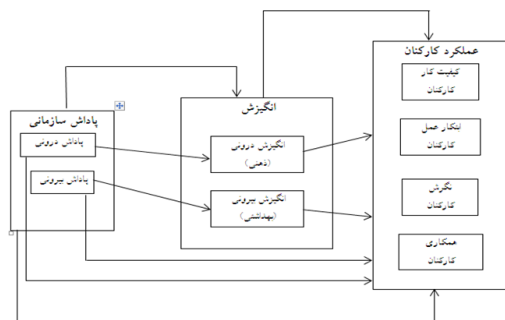 عملکرد کارکنان
کیفیت کار
کارکنان
ابتکار عمل
کارکنان
نگرش
کارکنان
همکاری
کارکنان
انگیزش
انگیزش درونی
(ذهنی)
انگیزش بیرونی
(بهداشتی)
پاداش سازمانی
پاداش درونی
پاداش بیرونی